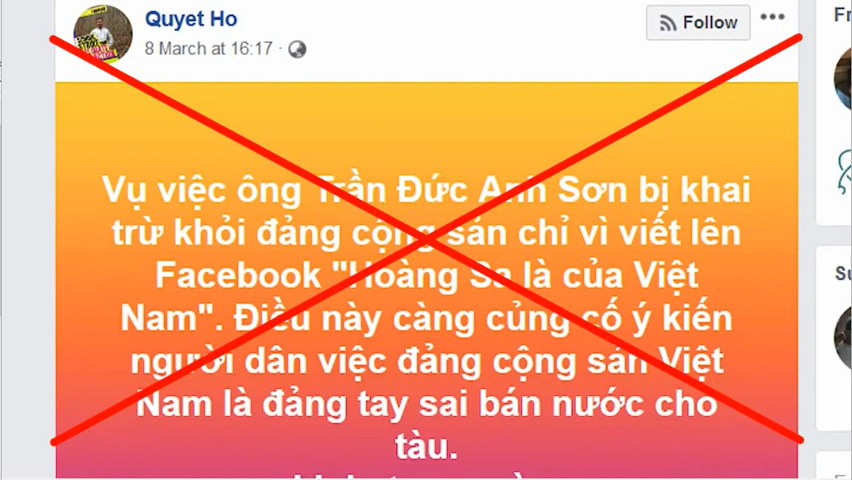 Quyet Ho
Follow
8 March at 16:17
Vụ việc ông Trần Đức Anh Sơn bị khai
trừ khỏi đảng cộng sản chỉ vì viết lên
Facebook "Hoàng Sa là của Việt
Nam". Điều này càng củng cố ý kiến
người dân việc đảng cộng sản Việt
Nam là đảng tay sai bán nước cho
tàu.